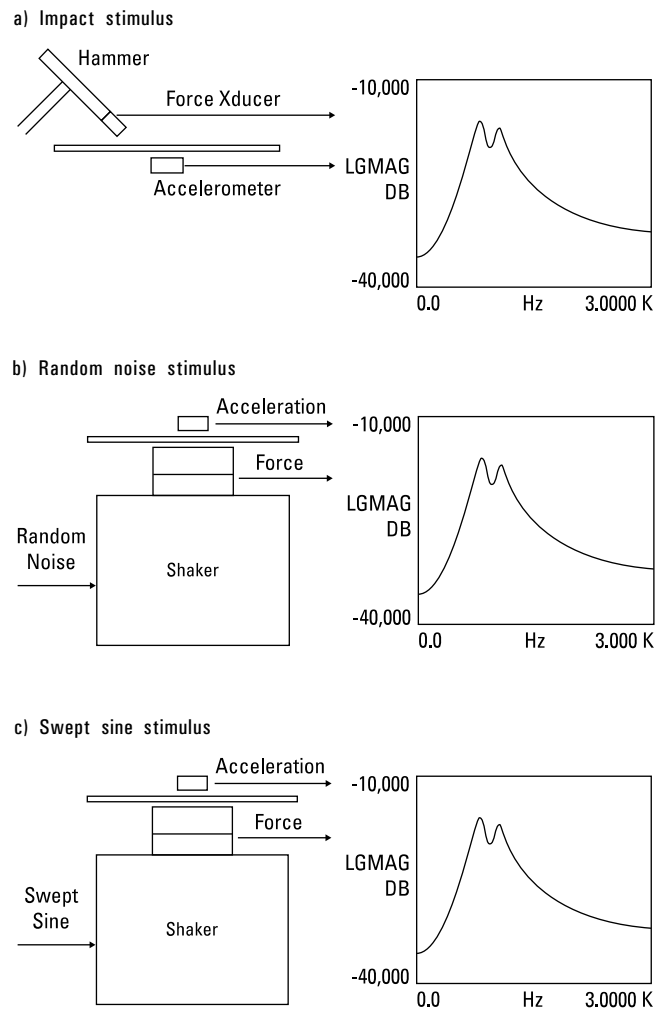 a) Impact stimulus
Hammer
Force Xducer
Accelerometer
-10,000
LGMAG
DB
-40,000
0.0 Hz 3.0000 K
b) Random noise stimulus
Acceleration
Force
Random
Noise
Shaker
-10,000
LGMAG
DB
-40,000
0.0 Hz 3.000 K
c) Swept sine stimulus
Acceleration
Force
Swept
Sine
Shaker
-10,000
LGMAG
DB
-40,000
0.0 Hz 3.0000 K